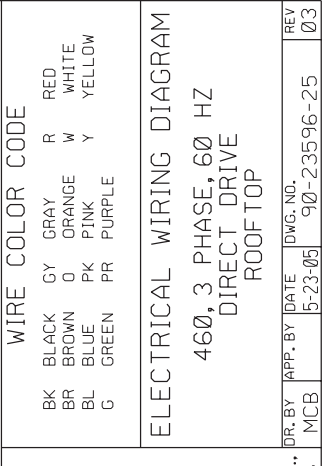 WIRE COLOR CODE
BK BLACK GY GRAY R RED
BR BROWN O ORANGE W WHITE
BL BLUE PK PINK Y YELLOW
G GREEN PR PURPLE
ELECTRICAL WIRING DIAGRAM
460, 3 PHASE, 60 HZ
DIRECT DRIVE
ROOFTOP
DR. BY APP. BY DATE DWG. NO. REV
MCB 5-23-05 90-23596-25 03